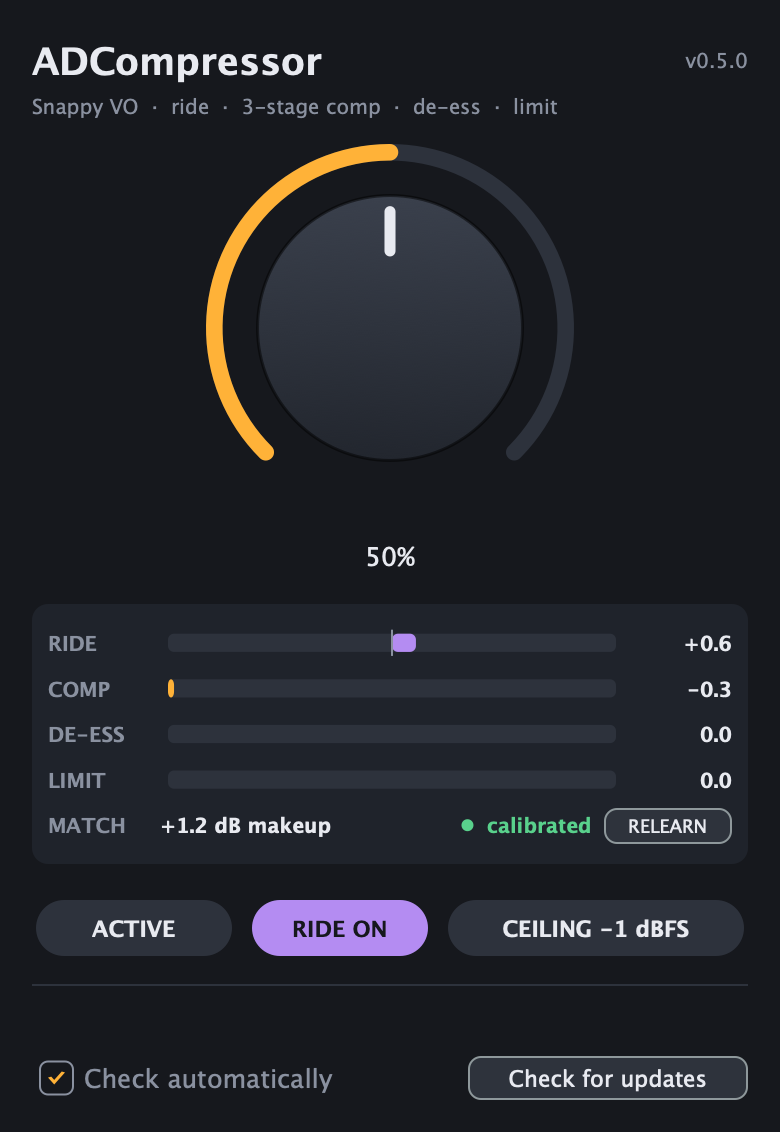 ADCompressor
v0.5.0
Snappy VO · ride · 3-stage comp · de-ess · limit
50%
RIDE +0.6
COMP -0.3
DE-ESS 0.0
LIMIT 0.0
MATCH +1.2 dB makeup ● calibrated RELEARN
ACTIVE RIDE ON CEILING -1 dBFS
Check automatically Check for updates